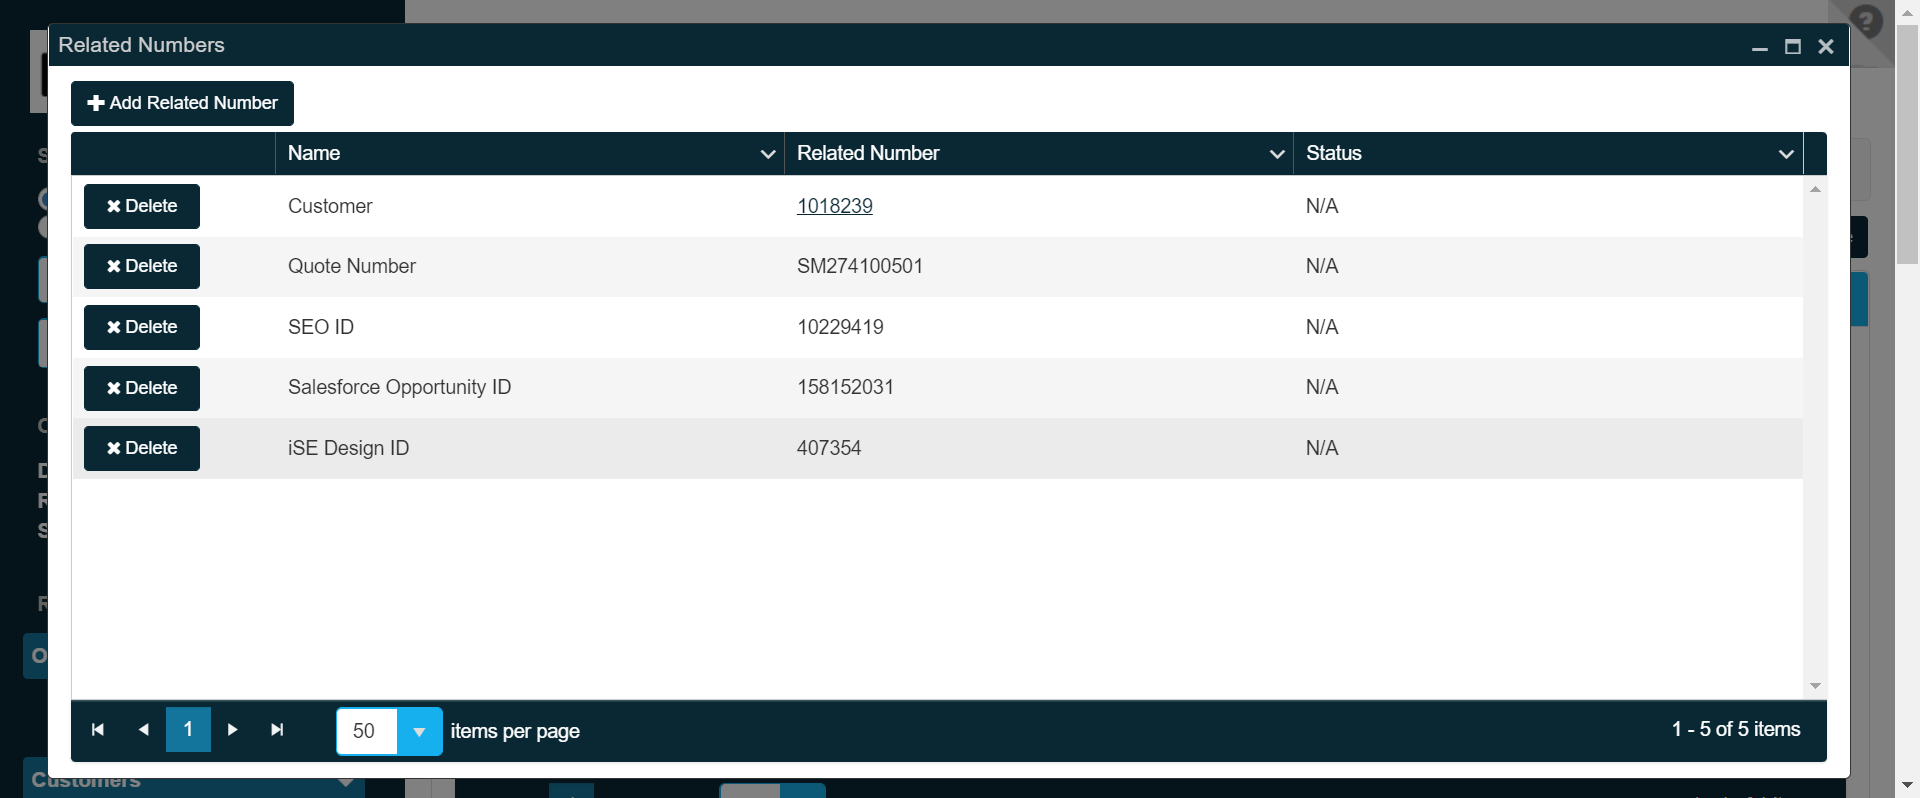 Related Numbers
Add Related Number
Name Related Number Status
Delete Customer 1018239 N/A
Delete Quote Number SM274100501 N/A
Delete SEO ID 10229419 N/A
Delete Salesforce Opportunity ID 158152031 N/A
Delete iSE Design ID 407354 N/A
1 50 items per page 1 - 5 of 5 items
Customers